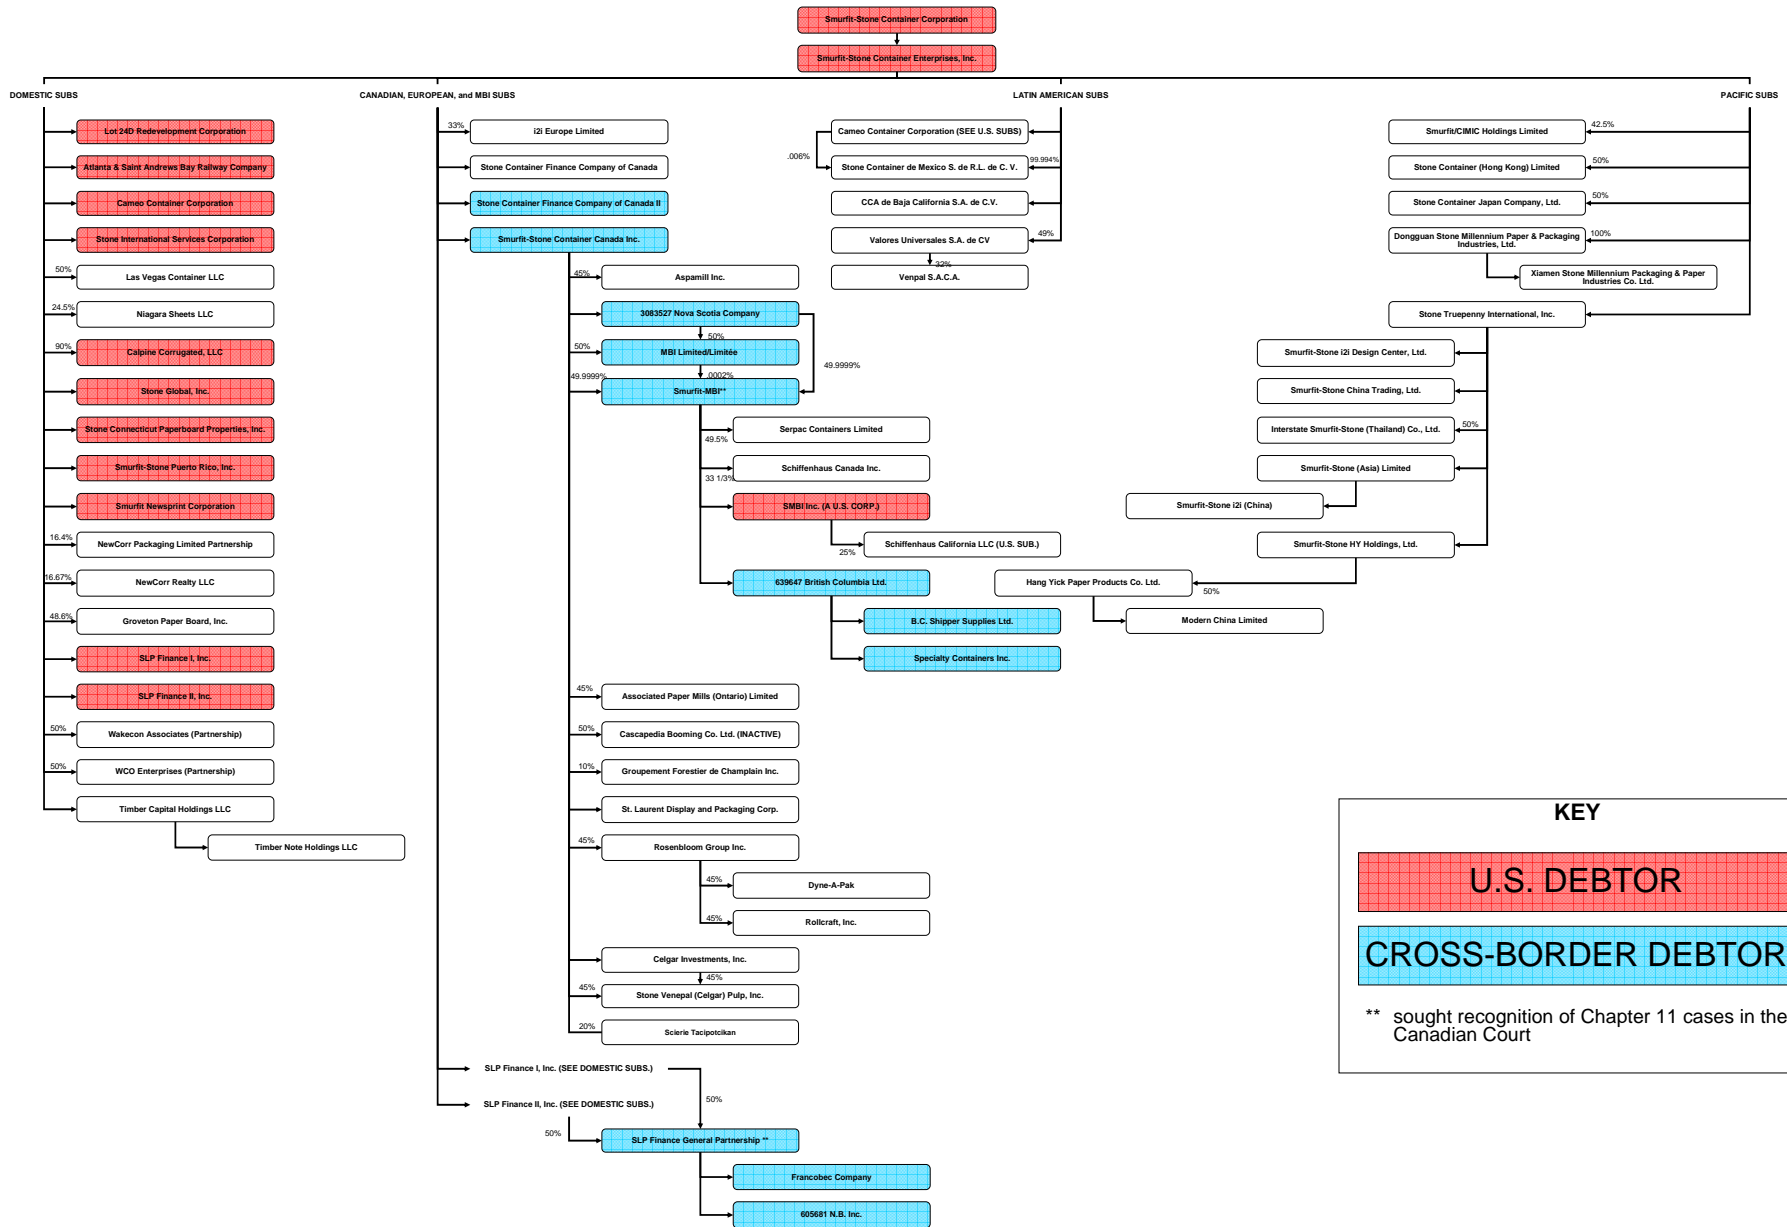 Smurfit-Stone Container Corporation
Smurfit-Stone Container Enterprises, Inc.
DOMESTIC SUBS
Lot 24D Redevelopment Corporation
Atlanta & Saint Andrews Bay Railway Company
Cameo Container Corporation
Stone International Services Corporation
50%
Las Vegas Container LLC
24.5%
Niagara Sheets LLC
90%
Calpine Corrugated, LLC
Stone Global, Inc.
Stone Connecticut Paperboard Properties, Inc.
Smurfit-Stone Puerto Rico, Inc.
Smurfit Newsprint Corporation
16.4%
NewCorr Packaging Limited Partnership
16.67%
NewCorr Realty LLC
48.6%
Groveton Paper Board, Inc.
SLP Finance I, Inc.
SLP Finance II, Inc.
50%
Wakecon Associates (Partnership)
50%
WCO Enterprises (Partnership)
Timber Capital Holdings LLC
Timber Note Holdings LLC
CANADIAN, EUROPEAN, and MBI SUBS
33%
i2i Europe Limited
Stone Container Finance Company of Canada
Stone Container Finance Company of Canada II
Smurfit-Stone Container Canada Inc.
45%
Aspamill Inc.
3083527 Nova Scotia Company
50%
50%
MBI Limited/Limitée
49.9999%
.0002%
49.9999%
Smurfit-MBI**
Serpac Containers Limited
49.5%
Schiffenhaus Canada Inc.
33 1/3%
SMBI Inc. (A U.S. CORP.)
Schiffenhaus California LLC (U.S. SUB.)
25%
639647 British Columbia Ltd.
B.C. Shipper Supplies Ltd.
Specialty Containers Inc.
45%
Associated Paper Mills (Ontario) Limited
50%
Cascapedia Booming Co. Ltd. (INACTIVE)
10%
Groupement Forestier de Champlain Inc.
St. Laurent Display and Packaging Corp.
45%
Rosenbloom Group Inc.
45%
Dyne-A-Pak
45%
Rollcraft, Inc.
Celgar Investments, Inc.
45%
45%
Stone Venepal (Celgar) Pulp, Inc.
20%
Scierie Tacipotcikan
SLP Finance I, Inc. (SEE DOMESTIC SUBS.)
50%
SLP Finance II, Inc. (SEE DOMESTIC SUBS.)
50%
SLP Finance General Partnership **
Francobec Company
605681 N.B. Inc.
LATIN AMERICAN SUBS
Cameo Container Corporation (SEE U.S. SUBS)
.006%
99.994%
Stone Container de Mexico S. de R.L. de C. V.
CCA de Baja California S.A. de C.V.
49%
Valores Universales S.A. de CV
32%
Venpal S.A.C.A.
PACIFIC SUBS
42.5%
Smurfit/CIMIC Holdings Limited
50%
Stone Container (Hong Kong) Limited
50%
Stone Container Japan Company, Ltd.
100%
Dongguan Stone Millennium Paper & Packaging
Industries, Ltd.
Xiamen Stone Millennium Packaging & Paper
Industries Co. Ltd.
Stone Truepenny International, Inc.
Smurfit-Stone i2i Design Center, Ltd.
Smurfit-Stone China Trading, Ltd.
Interstate Smurfit-Stone (Thailand) Co., Ltd.
50%
Smurfit-Stone (Asia) Limited
Smurfit-Stone i2i (China)
Smurfit-Stone HY Holdings, Ltd.
Hang Yick Paper Products Co. Ltd.
50%
Modern China Limited
KEY
U.S. DEBTOR
CROSS-BORDER DEBTOR
** sought recognition of Chapter 11 cases in the
Canadian Court